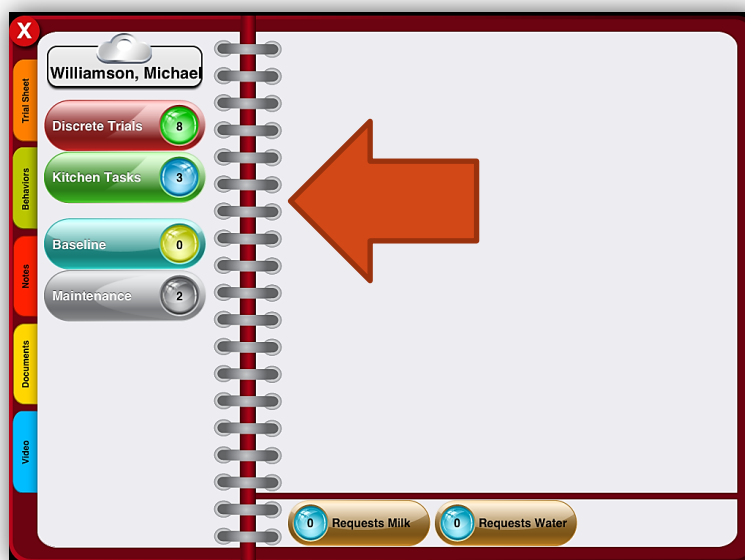 X
Williamson, Michael
Trial Sheet
Behaviors
Notes
Documents
Video
Discrete Trials 8
Kitchen Tasks 3
Baseline 0
Maintenance 2
0 Requests Milk
0 Requests Water